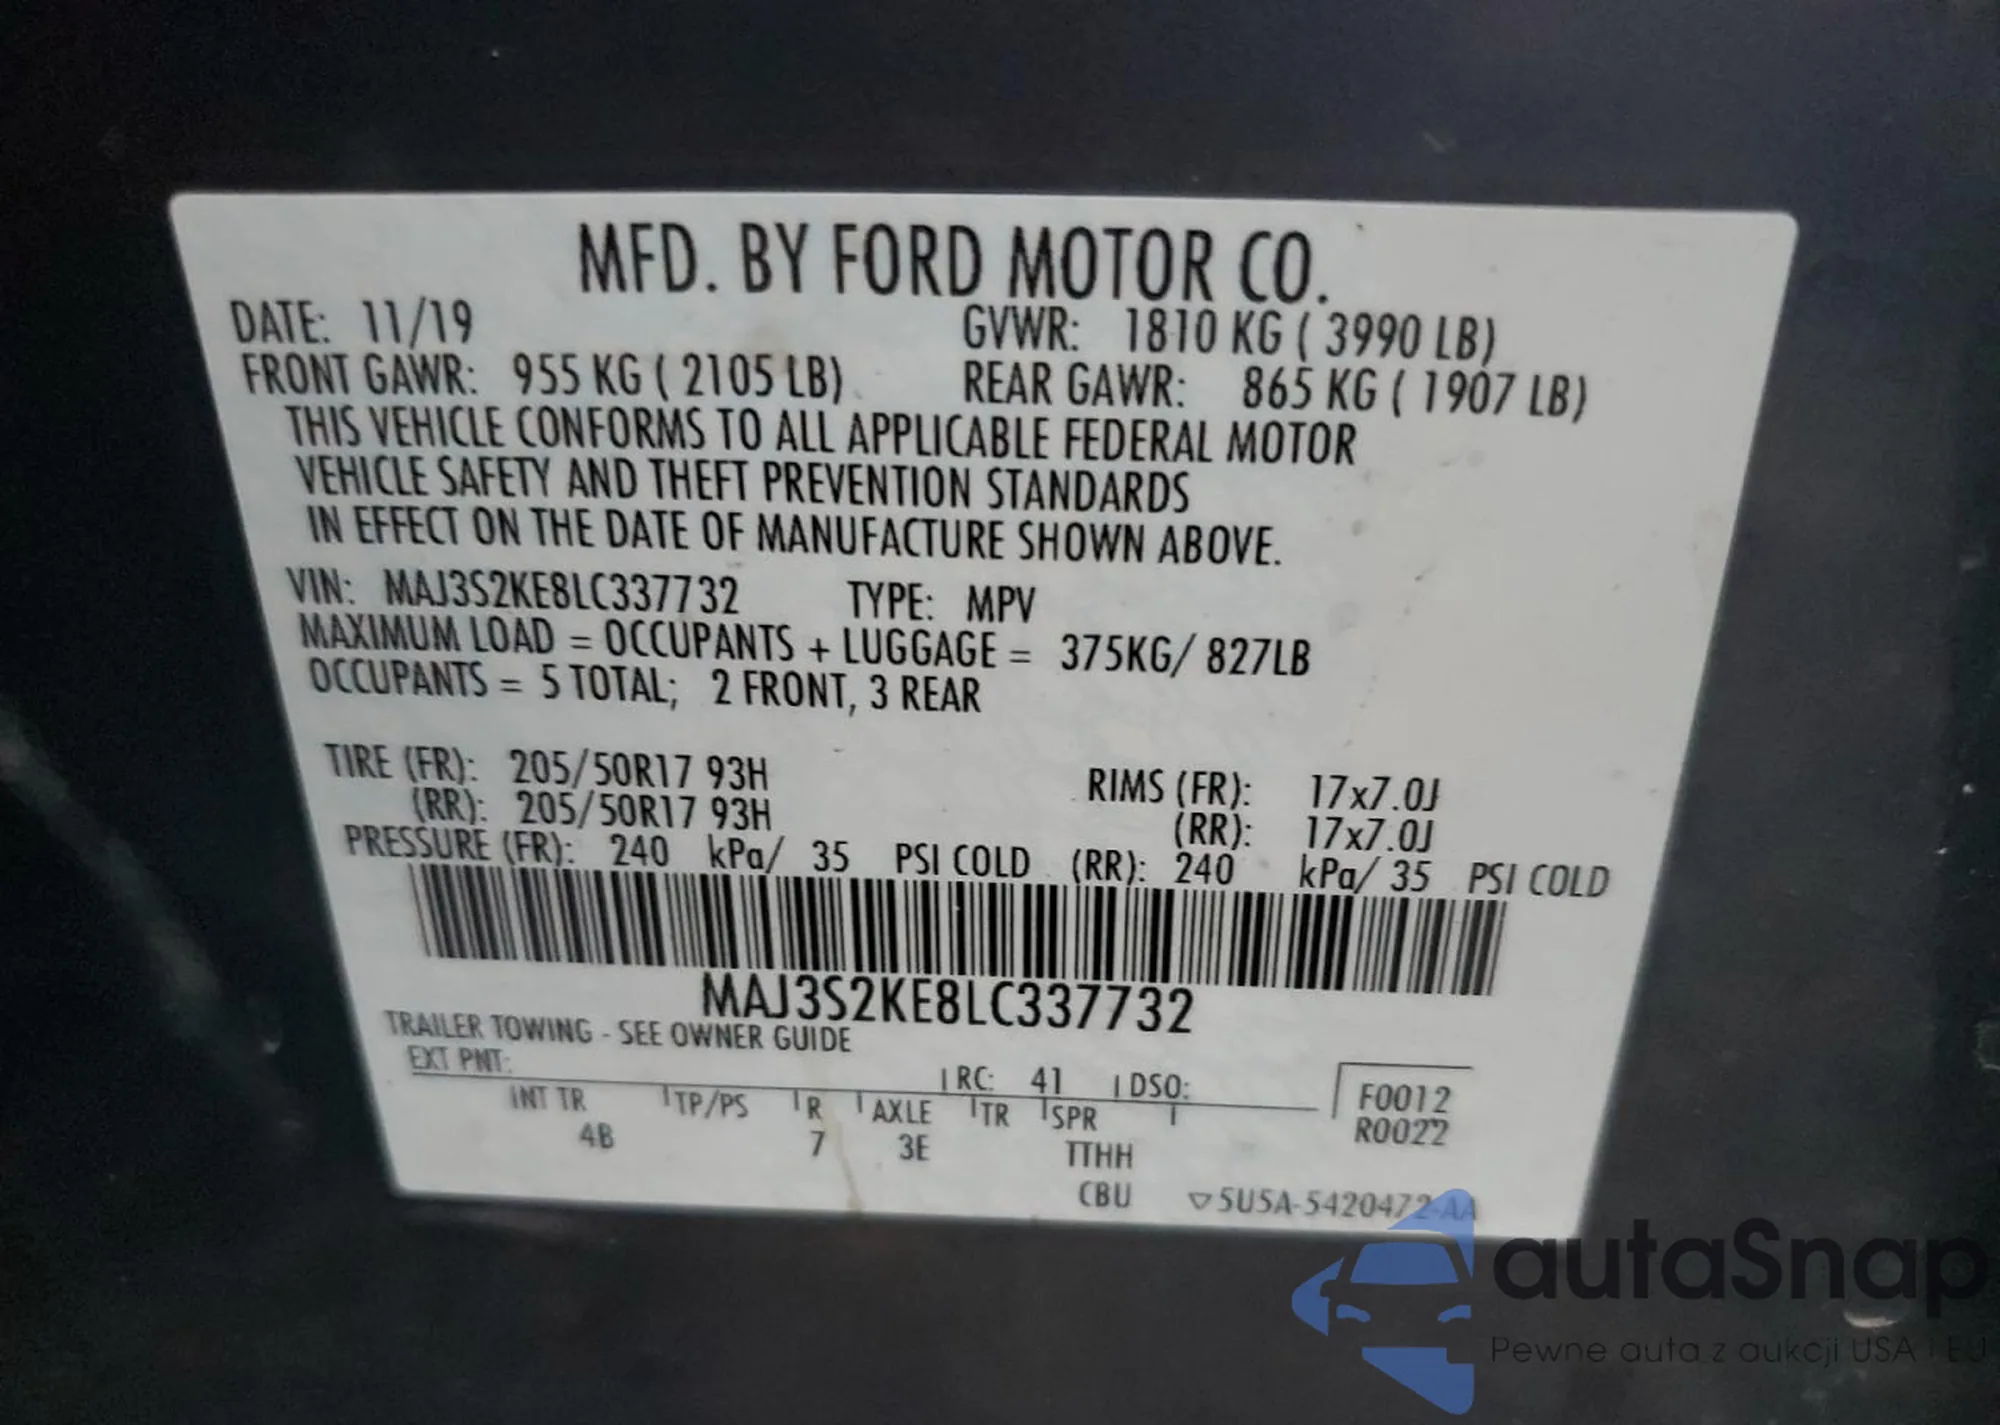 MFD. BY FORD MOTOR CO.
DATE: 11/19 GVWR: 1810 KG ( 3990 LB)
FRONT GAWR: 955 KG ( 2105 LB) REAR GAWR: 865 KG ( 1907 LB)
THIS VEHICLE CONFORMS TO ALL APPLICABLE FEDERAL MOTOR
VEHICLE SAFETY AND THEFT PREVENTION STANDARDS
IN EFFECT ON THE DATE OF MANUFACTURE SHOWN ABOVE.
VIN: MAJ3S2KE8LC337732 TYPE: MPV
MAXIMUM LOAD = OCCUPANTS + LUGGAGE = 375KG/ 827LB
OCCUPANTS = 5 TOTAL; 2 FRONT, 3 REAR
TIRE (FR): 205/50R17 93H RIMS (FR): 17x7.0J
(RR): 205/50R17 93H (RR): 17x7.0J
PRESSURE (FR): 240 kPa/ 35 PSI COLD (RR): 240 kPa/ 35 PSI COLD
MAJ3S2KE8LC337732
TRAILER TOWING - SEE OWNER GUIDE
EXT PNT: RC: 41 DSO:
INT TR TP/PS R AXLE TR SPR F0012
4B 7 3E TTHH R0022
CBU ▽5U5A-5420472-AA
autaSnap
Pewne auta z aukcji USA i EU